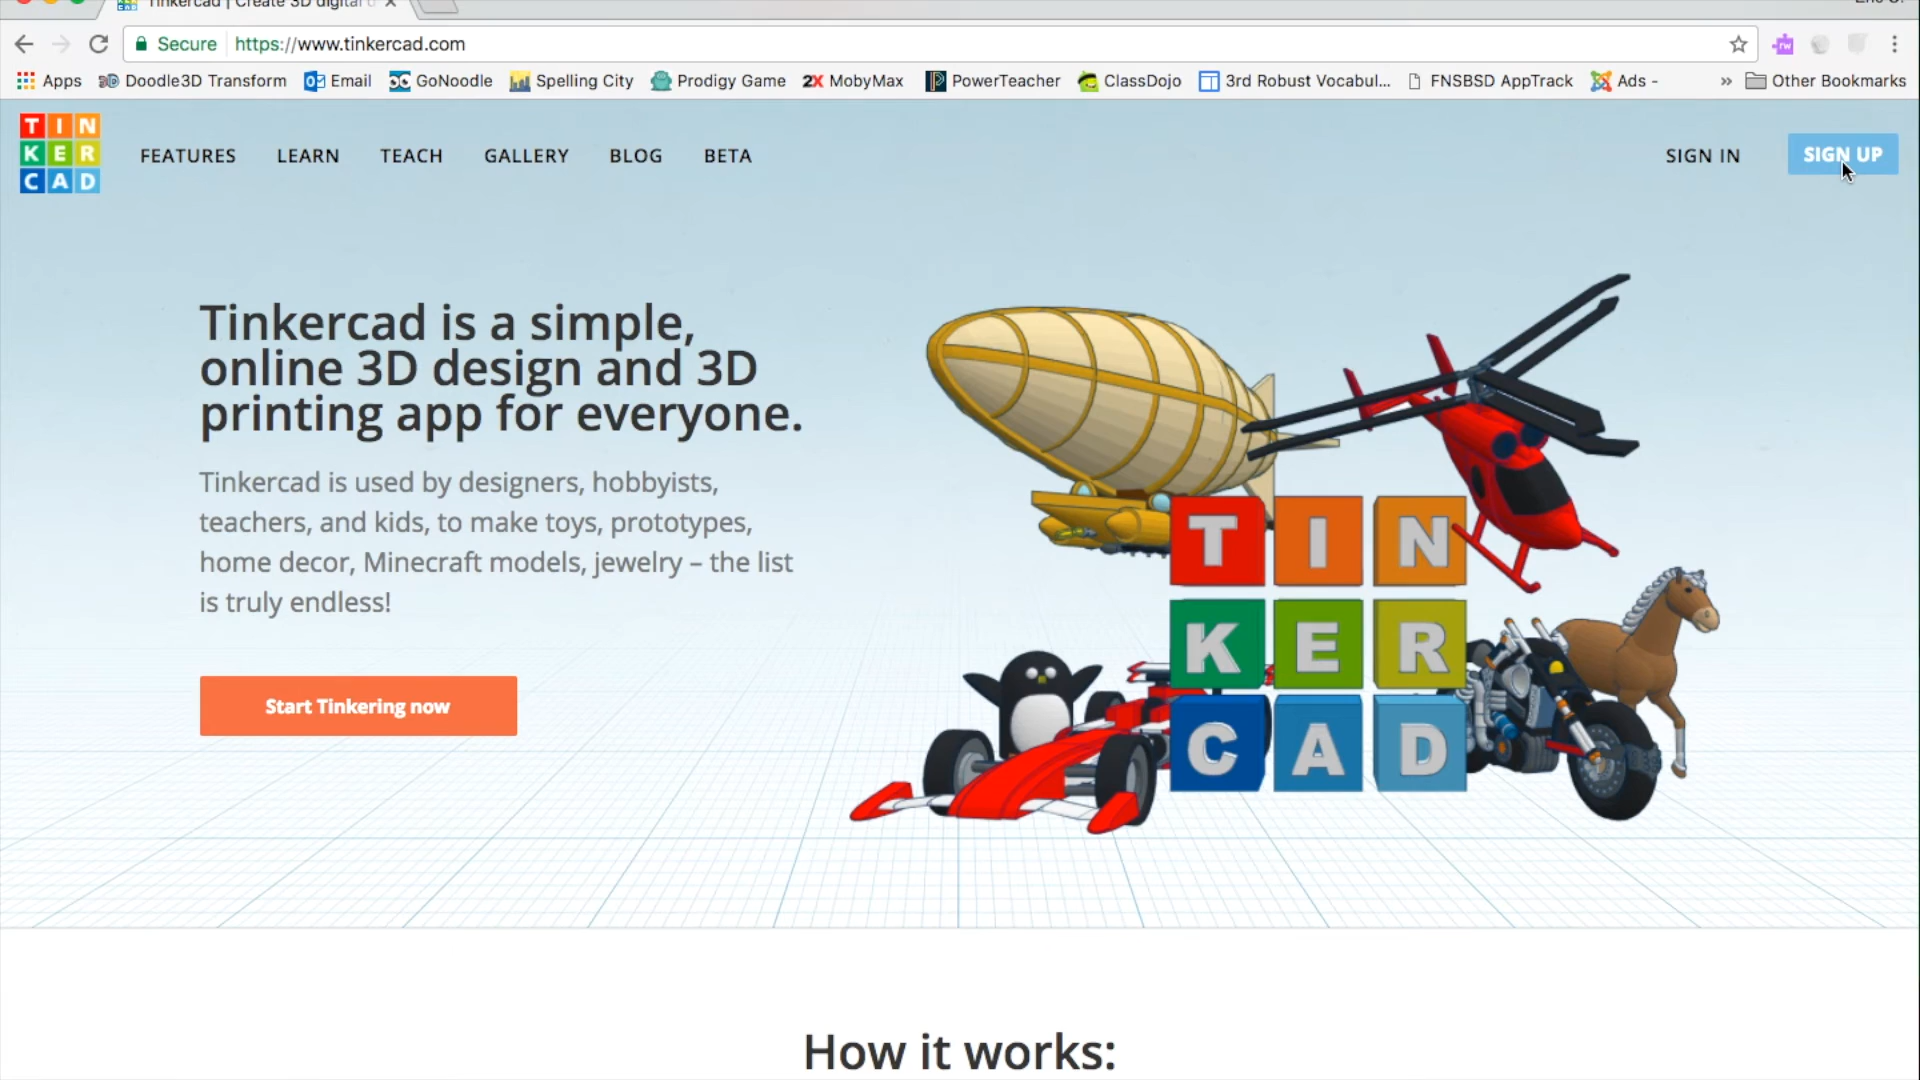 Tinkercad | Create 3D digital
Secure https://www.tinkercad.com
Apps Doodle3D Transform Email GoNoodle Spelling City Prodigy Game MobyMax PowerTeacher ClassDojo 3rd Robust Vocabul... FNSBSD AppTrack Ads - » Other Bookmarks
TIN
KER
CAD
FEATURES LEARN TEACH GALLERY BLOG BETA SIGN IN SIGN UP
Tinkercad is a simple,
online 3D design and 3D
printing app for everyone.
Tinkercad is used by designers, hobbyists,
teachers, and kids, to make toys, prototypes,
home decor, Minecraft models, jewelry – the list
is truly endless!
Start Tinkering now
TIN
KER
CAD
How it works: